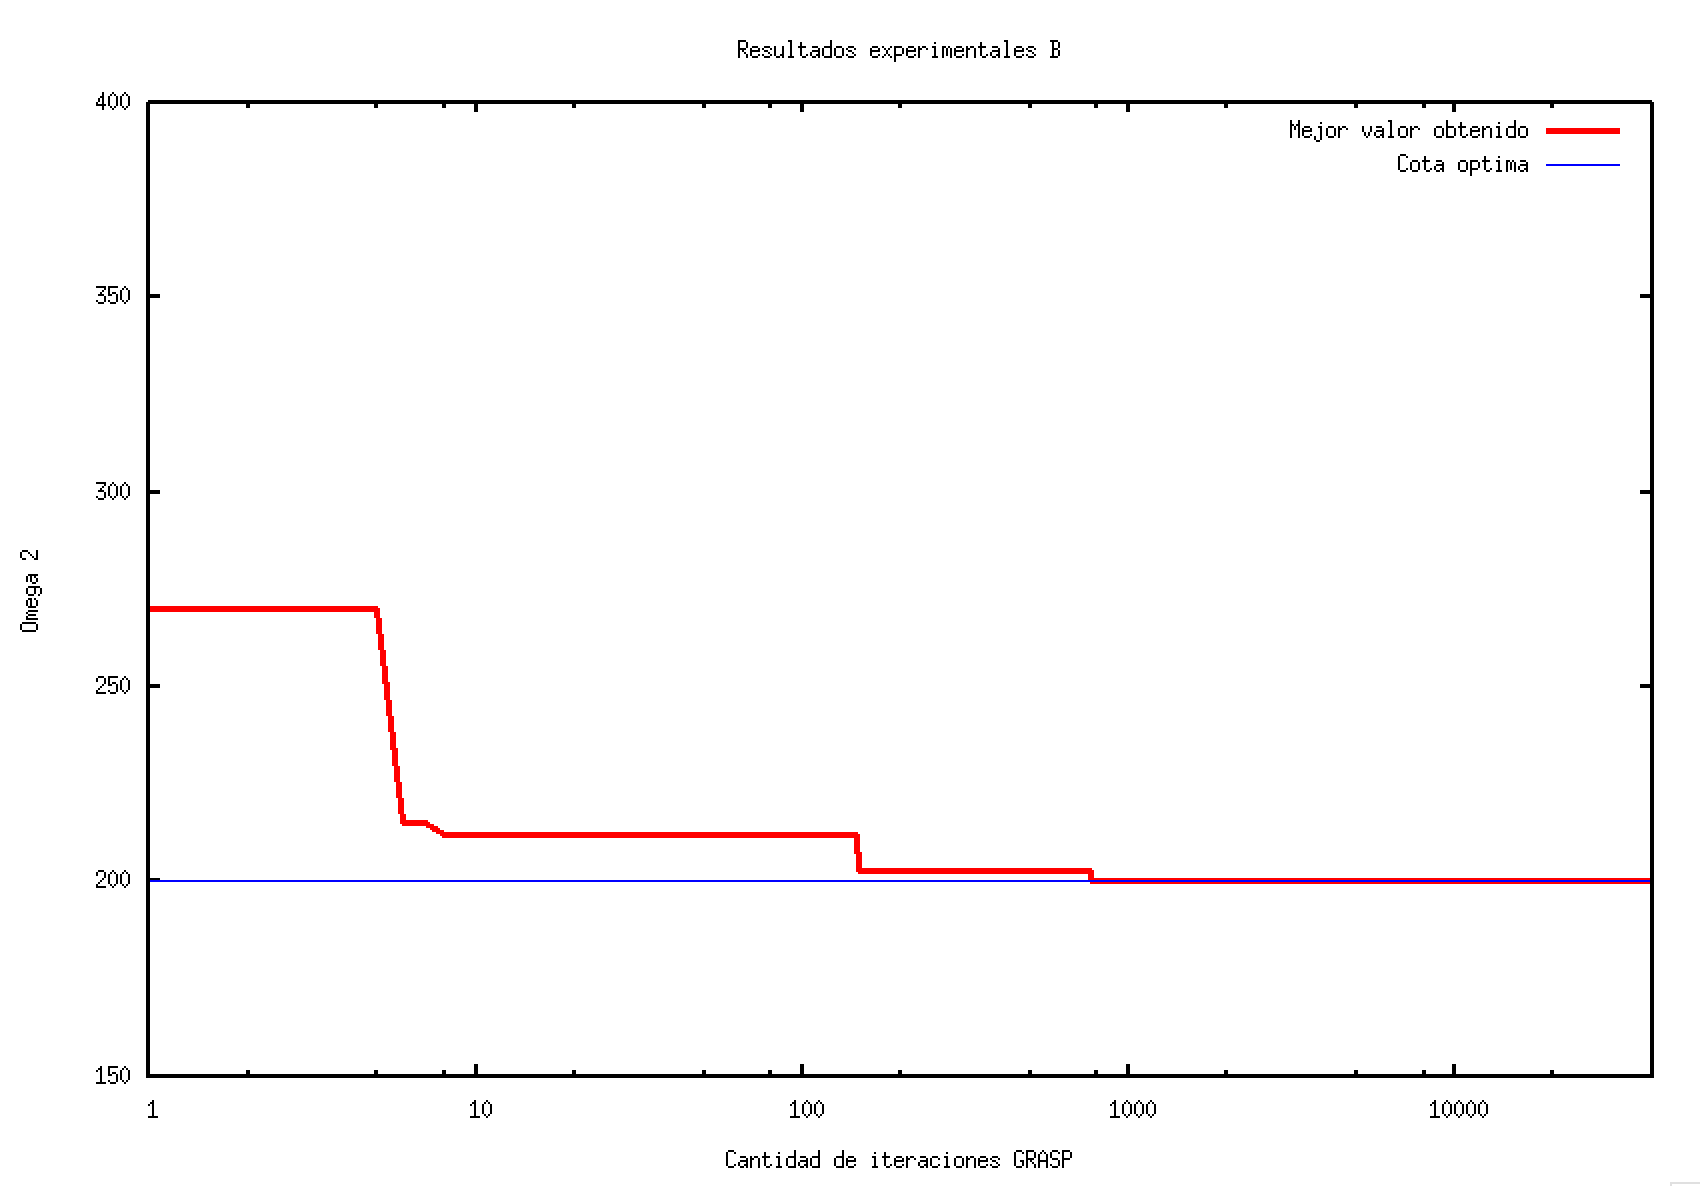 Resultados experimentales B
400
Mejor valor obtenido
Cota optima
350
300
Omega 2
250
200
150
1 10 100 1000 10000
Cantidad de iteraciones GRASP